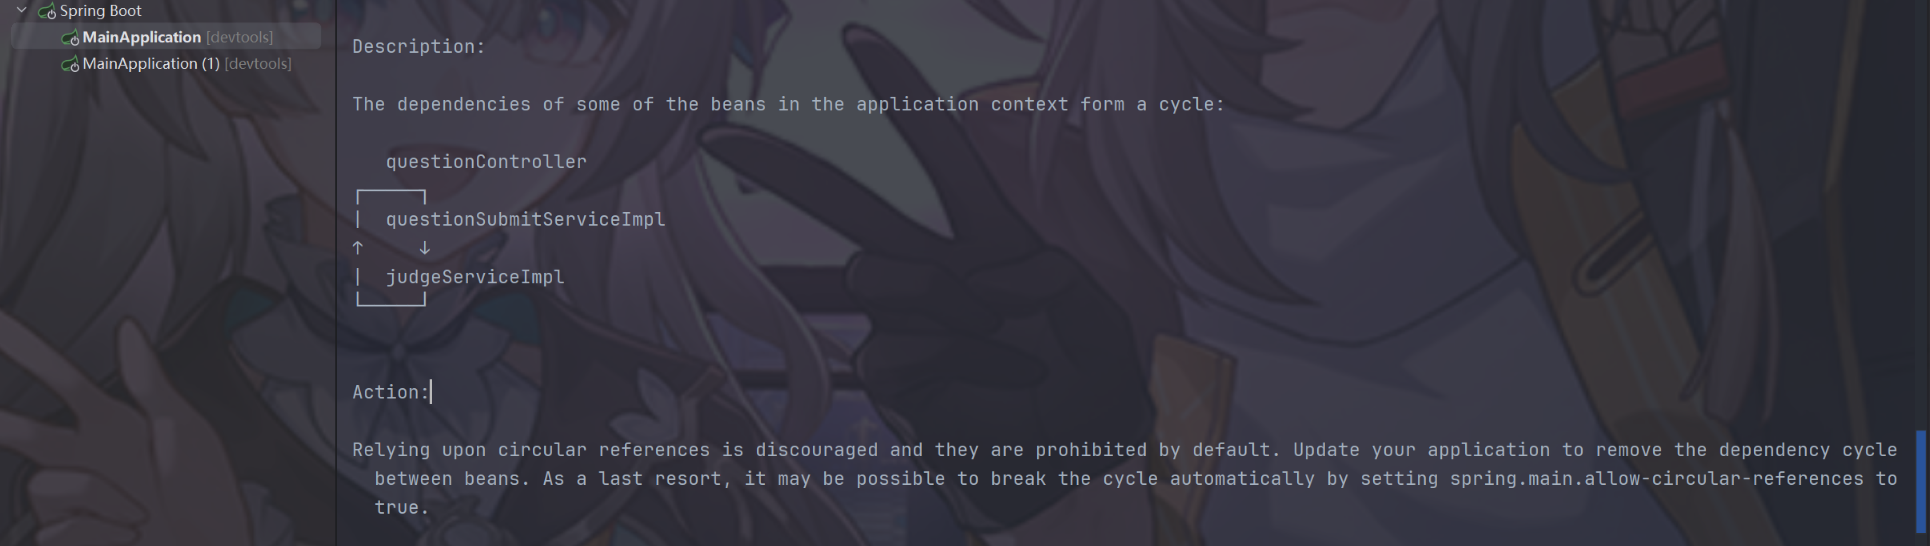 Spring Boot
MainApplication [devtools]
MainApplication (1) [devtools]
Description:
The dependencies of some of the beans in the application context form a cycle:
questionController
┌─────┐
|  questionSubmitServiceImpl
↑     ↓
|  judgeServiceImpl
└─────┘
Action:
Relying upon circular references is discouraged and they are prohibited by default. Update your application to remove the dependency cycle
between beans. As a last resort, it may be possible to break the cycle automatically by setting spring.main.allow-circular-references to
true.